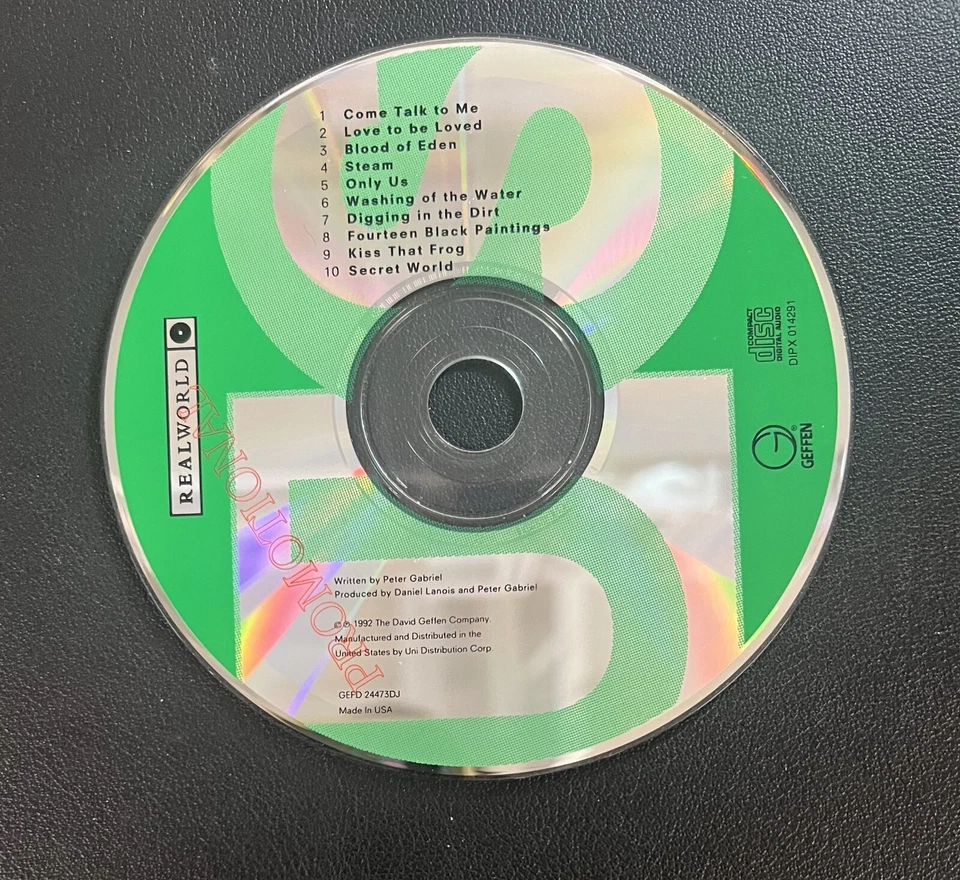 1 Come Talk to Me
2 Love to be Loved
3 Blood of Eden
4 Steam
5 Only Us
6 Washing of the Water
7 Digging in the Dirt
8 Fourteen Black Paintings
9 Kiss That Frog
10 Secret World
REALWORLD
PROMOTIONAL
COMPACT
disc
DIGITAL AUDIO
DIPX 014291
G®
GEFFEN
US
Written by Peter Gabriel
Produced by Daniel Lanois and Peter Gabriel
© ℗ 1992 The David Geffen Company.
Manufactured and Distributed in the
United States by Uni Distribution Corp.
GEFD 24473DJ
Made In USA